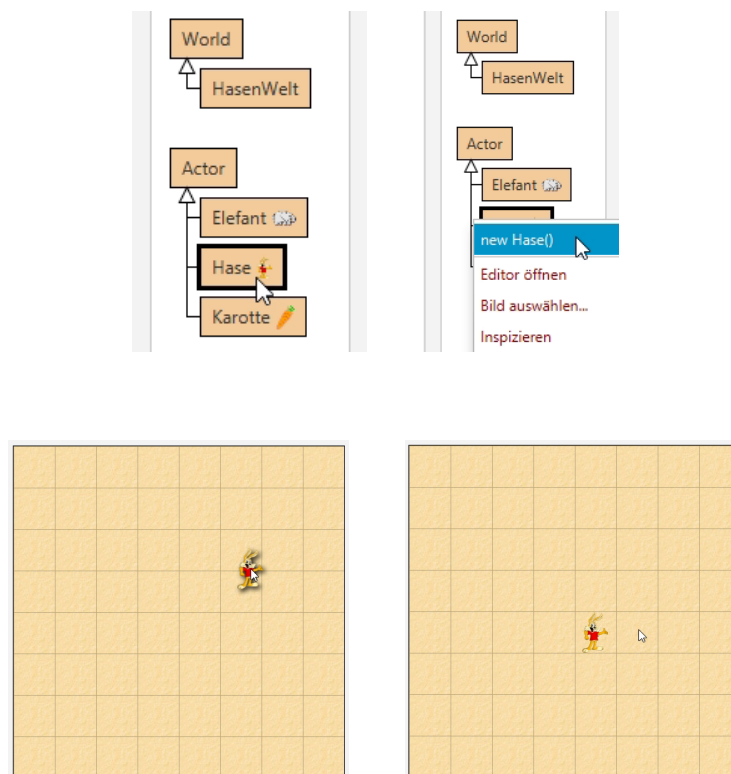 World
HasenWelt
Actor
Elefant
Hase
Karotte
World
HasenWelt
Actor
Elefant
new Hase()
Editor öffnen
Bild auswählen...
Inspizieren